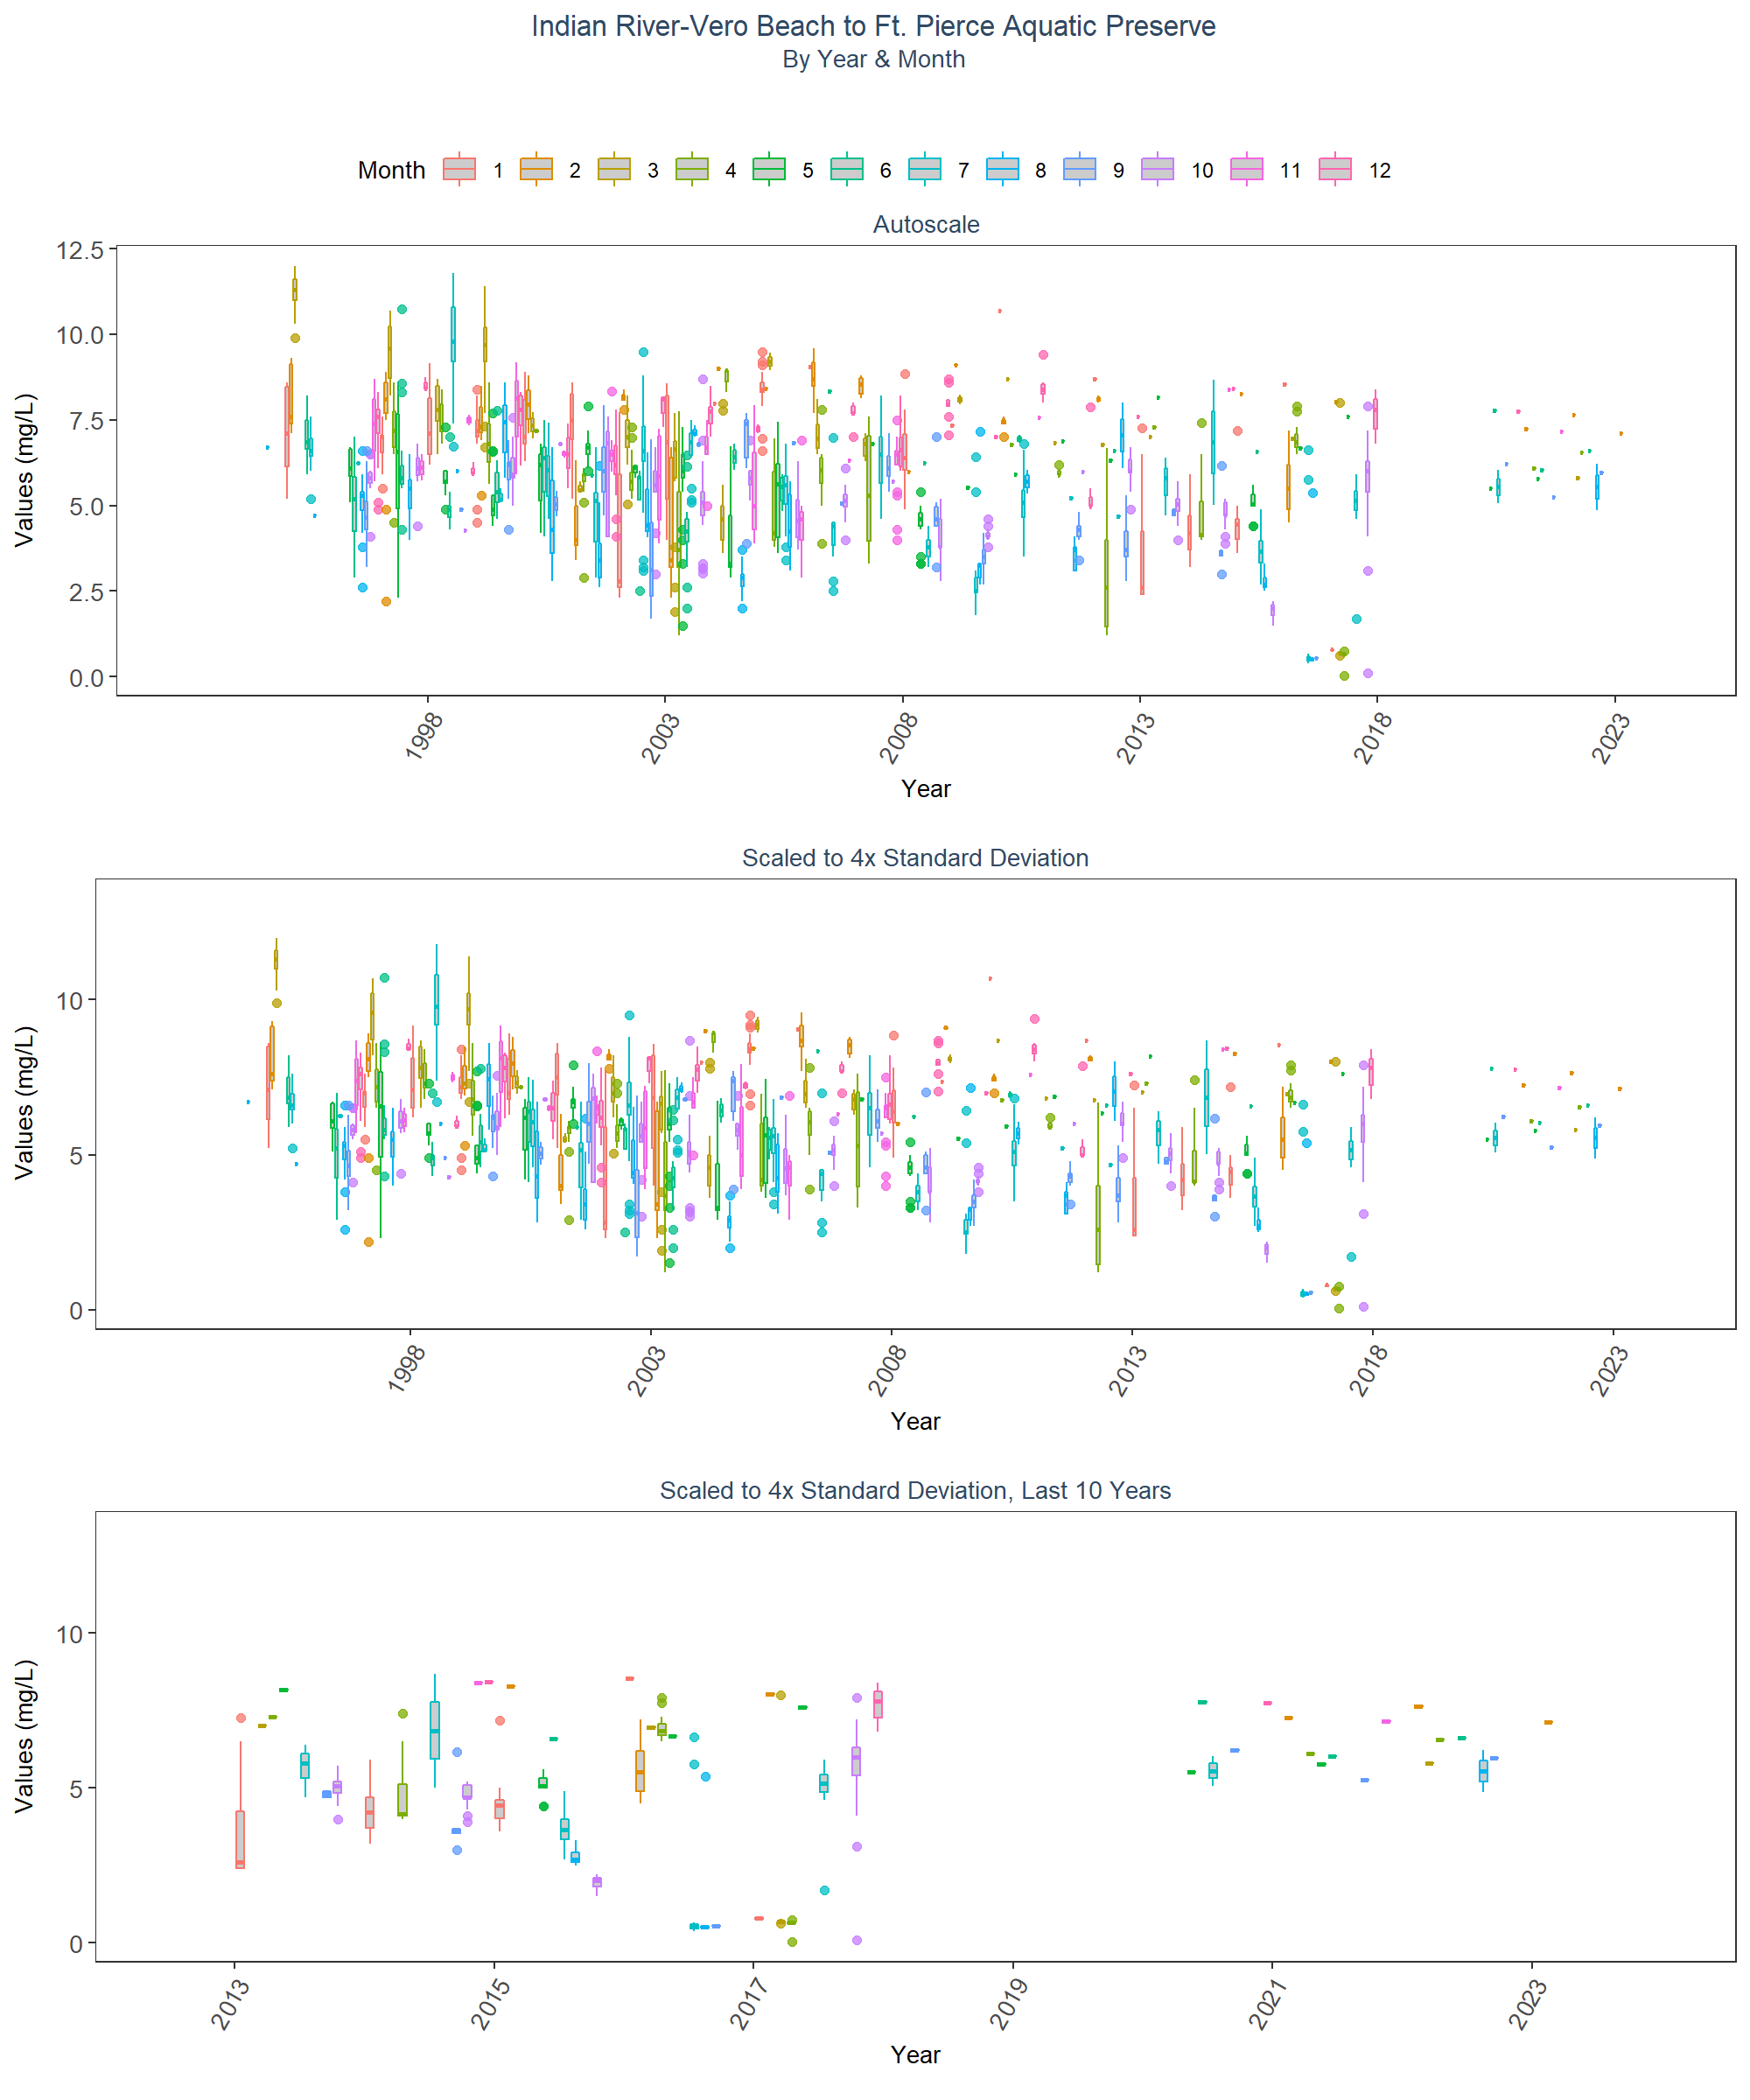 Indian River-Vero Beach to Ft. Pierce Aquatic Preserve
By Year & Month
Month 1 2 3 4 5 6 7 8 9 10 11 12
Autoscale
Values (mg/L)
12.5
10.0
7.5
5.0
2.5
0.0
1998 2003 2008 2013 2018 2023
Year
Scaled to 4x Standard Deviation
Values (mg/L)
10
5
0
1998 2003 2008 2013 2018 2023
Year
Scaled to 4x Standard Deviation, Last 10 Years
Values (mg/L)
10
5
0
2013 2015 2017 2019 2021 2023
Year